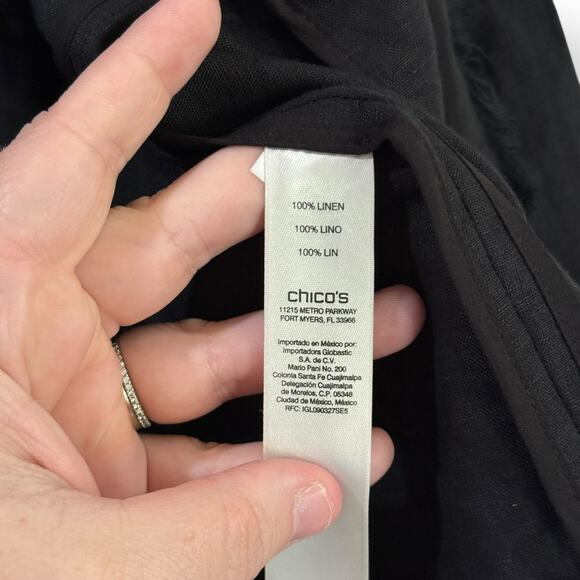 100% LINEN
100% LINO
100% LIN
chico's
11215 METRO PARKWAY
FORT MYERS, FL 33966
Importado en México por:
Importadora Globastic
S.A. de C.V.
Mario Pani No. 200
Colonia Santa Fe Cuajimalpa
Delegación Cuajimalpa
de Morelos, C.P. 05348
Ciudad de México, México
RFC: IGL090327SE5